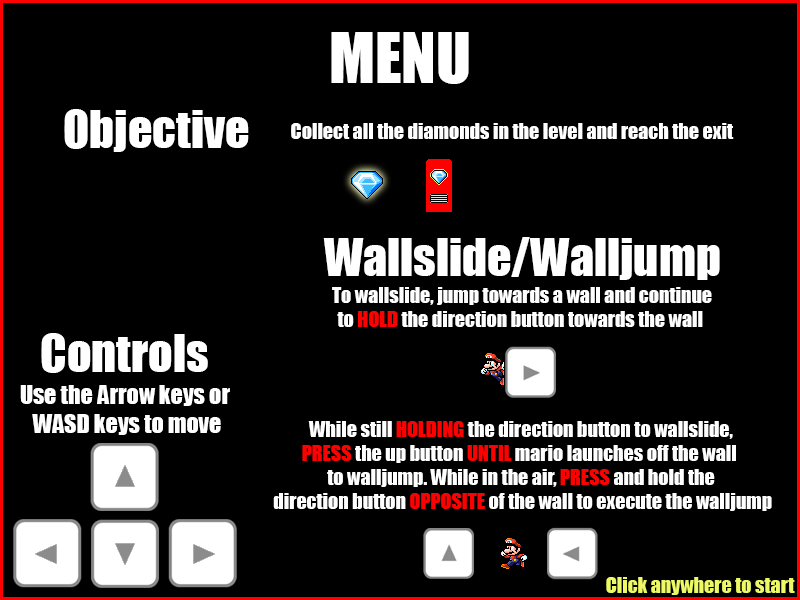 MENU
Objective
Collect all the diamonds in the level and reach the exit
Wallslide/Walljump
To wallslide, jump towards a wall and continue
to HOLD the direction button towards the wall
Controls
Use the Arrow keys or
WASD keys to move
While still HOLDING the direction button to wallslide,
PRESS the up button UNTIL mario launches off the wall
to walljump. While in the air, PRESS and hold the
direction button OPPOSITE of the wall to execute the walljump
Click anywhere to start